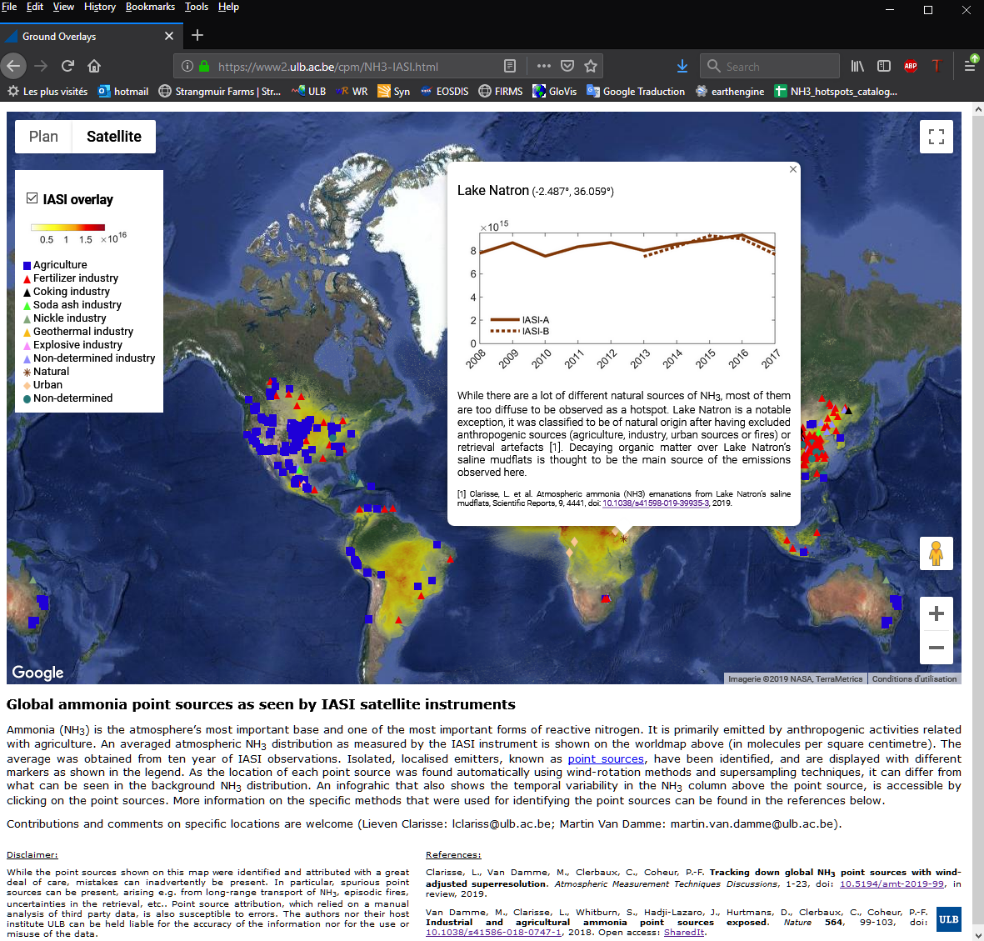 File Edit View History Bookmarks Tools Help
Ground Overlays
https://www2.ulb.ac.be/cpm/NH3-IASI.html
Search
ABP
T
Les plus visités hotmail Strangmuir Farms | Str... ULB WR Syn EOSDIS FIRMS GloVis Google Traduction earthengine NH3_hotspots_catalog...
Plan Satellite
IASI overlay
0.5 1 1.5 ×10¹⁶
Agriculture
Fertilizer industry
Coking industry
Soda ash industry
Nickle industry
Geothermal industry
Explosive industry
Non-determined industry
Natural
Urban
Non-determined
Lake Natron (-2.487°, 36.059°)
×10¹⁵
8
6
4
2
0
IASI-A
IASI-B
2008 2009 2010 2011 2012 2013 2014 2015 2016 2017
While there are a lot of different natural sources of NH₃, most of them
are too diffuse to be observed as a hotspot. Lake Natron is a notable
exception, it was classified to be of natural origin after having excluded
anthropogenic sources (agriculture, industry, urban sources or fires) or
retrieval artefacts [1]. Decaying organic matter over Lake Natron's
saline mudflats is thought to be the main source of the emissions
observed here.
[1] Clarisse, L. et al. Atmospheric ammonia (NH3) emanations from Lake Natron's saline
mudflats, Scientific Reports, 9, 4441, doi: 10.1038/s41598-019-39935-3, 2019.
Google
Imagerie ©2019 NASA, TerraMetrics Conditions d'utilisation
Global ammonia point sources as seen by IASI satellite instruments
Ammonia (NH₃) is the atmosphere's most important base and one of the most important forms of reactive nitrogen. It is primarily emitted by anthropogenic activities related
with agriculture. An averaged atmospheric NH₃ distribution as measured by the IASI instrument is shown on the worldmap above (in molecules per square centimetre). The
average was obtained from ten year of IASI observations. Isolated, localised emitters, known as point sources, have been identified, and are displayed with different
markers as shown in the legend. As the location of each point source was found automatically using wind-rotation methods and supersampling techniques, it can differ from
what can be seen in the background NH₃ distribution. An infograhic that also shows the temporal variability in the NH₃ column above the point source, is accessible by
clicking on the point sources. More information on the specific methods that were used for identifying the point sources can be found in the references below.
Contributions and comments on specific locations are welcome (Lieven Clarisse: lclariss@ulb.ac.be; Martin Van Damme: martin.van.damme@ulb.ac.be).
Disclaimer:
While the point sources shown on this map were identified and attributed with a great
deal of care, mistakes can inadvertently be present. In particular, spurious point
sources can be present, arising e.g. from long-range transport of NH₃, episodic fires,
uncertainties in the retrieval, etc.. Point source attribution, which relied on a manual
analysis of third party data, is also susceptible to errors. The authors nor their host
institute ULB can be held liable for the accuracy of the information nor for the use or
misuse of the data.
References:
Clarisse, L., Van Damme, M., Clerbaux, C., Coheur, P.-F. Tracking down global NH₃ point sources with wind-
adjusted superresolution. Atmospheric Measurement Techniques Discussions, 1-23, doi: 10.5194/amt-2019-99, in
review, 2019.
Van Damme, M., Clarisse, L., Whitburn, S., Hadji-Lazaro, J., Hurtmans, D., Clerbaux, C., Coheur, P.-F.
Industrial and agricultural ammonia point sources exposed. Nature 564, 99-103, doi:
10.1038/s41586-018-0747-1, 2018. Open access: SharedIt.
ULB